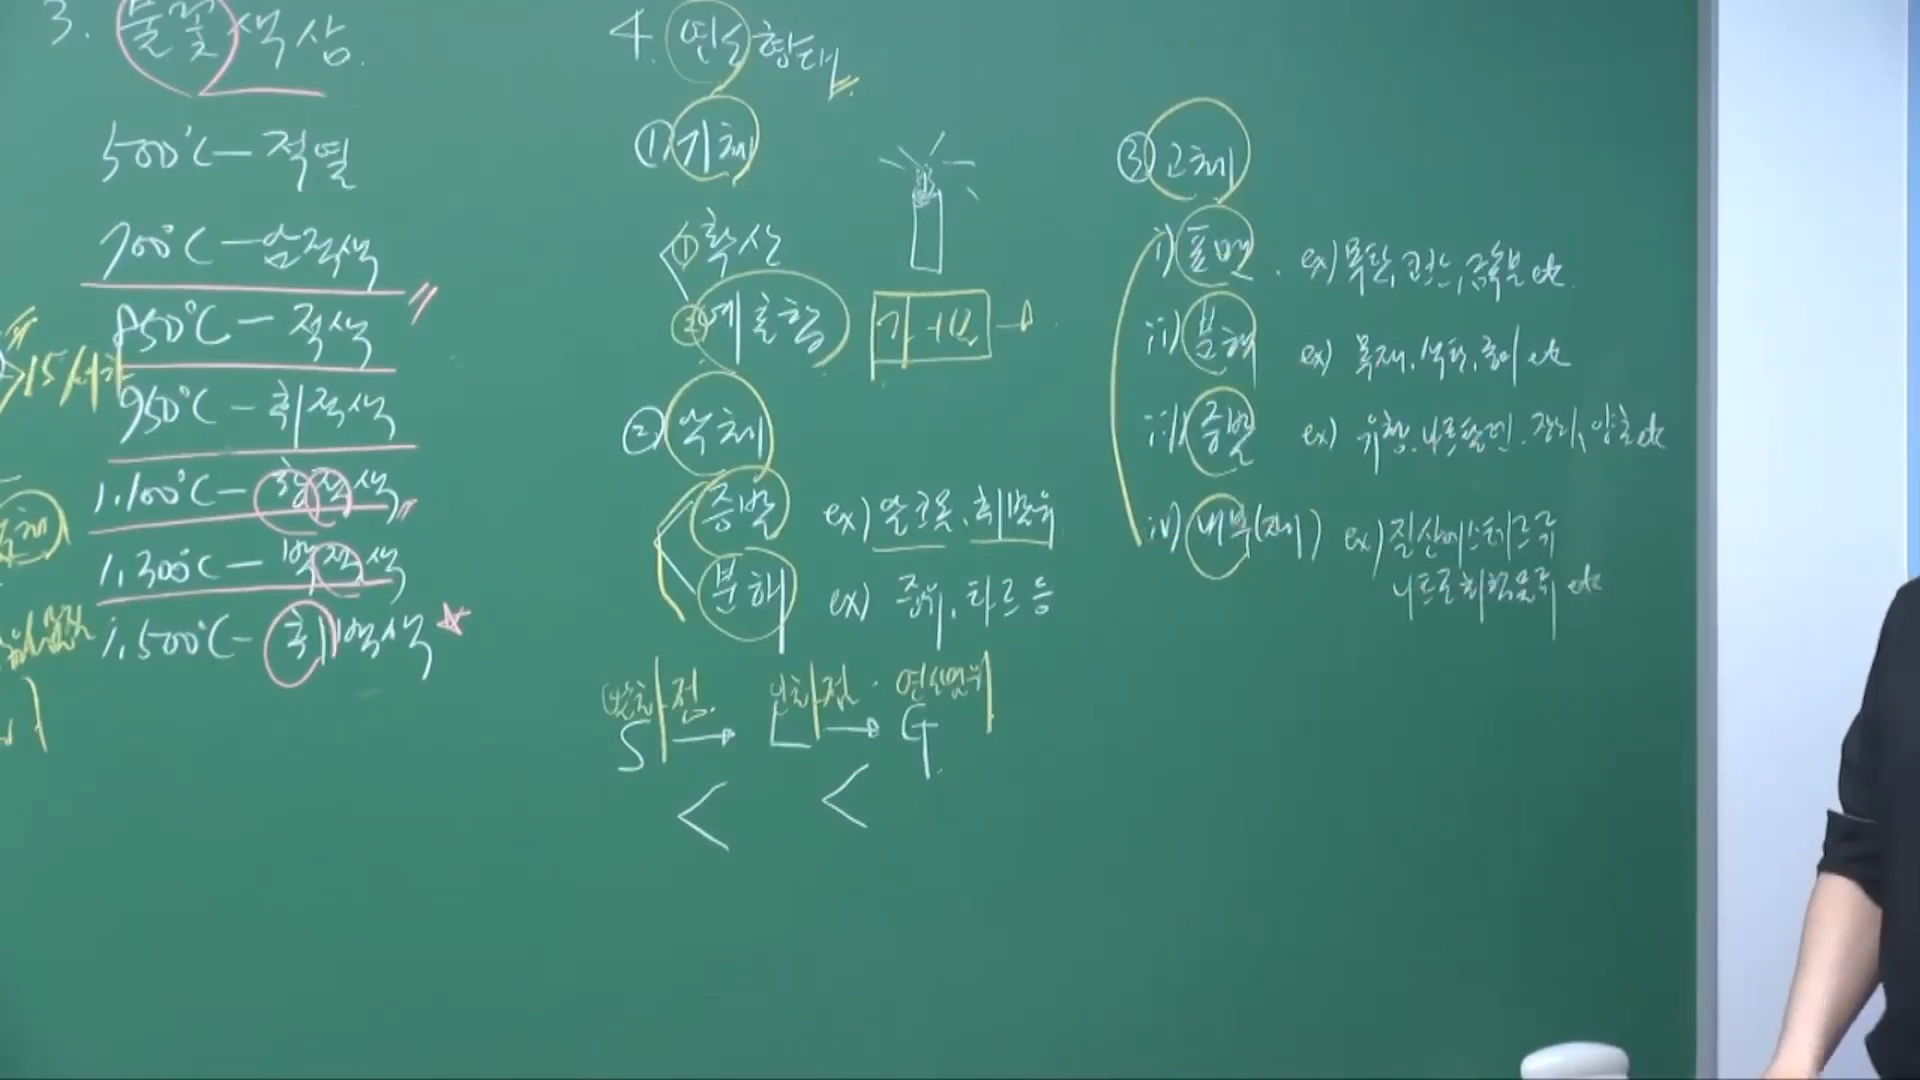 3. 불꽃 색상.
500℃ - 적열
700℃ - 암적색
850℃ - 적색
950℃ - 휘적색
1,100℃ - 황적색
1,300℃ - 백적색
1,500℃ - 휘백색
4. 연소 형태
① 기체
① 확산
② 예혼합
가+산 →
② 액체
증발 ex) 알코올, 휘발유
분해 ex) 중유, 타르 등
발화점. 인화점. 연소범위
S → L → G
< <
③ 고체
i) 표면 ex) 목탄, 코크스, 금속분 etc
ii) 분해 ex) 목재, 석탄, 종이 etc
iii) 증발 ex) 유황, 나프탈렌, 장뇌, 양초 etc
iv) 내부(자기) ex) 질산에스테르류
니트로화합물류 etc